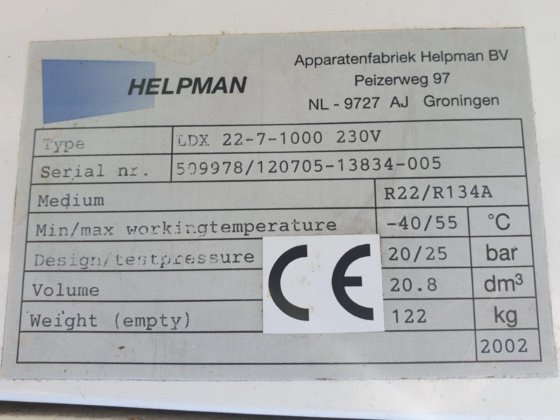 HELPMAN
Apparatenfabriek Helpman BV
Peizerweg 97
NL - 9727 AJ Groningen
Type LDX 22-7-1000 230V
Serial nr. 509978/120705-13834-005
Medium R22/R134A
Min/max workingtemperature -40/55 °C
Design/testpressure 20/25 bar
Volume 20.8 dm³
Weight (empty) 122 kg
CE
2002